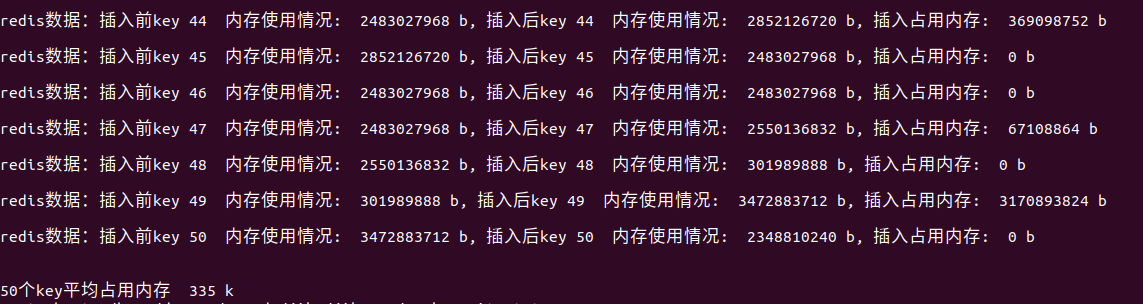 redis数据: 插入前key 44 内存使用情况: 2483027968 b, 插入后key 44 内存使用情况: 2852126720 b, 插入占用内存: 369098752 b
redis数据: 插入前key 45 内存使用情况: 2852126720 b, 插入后key 45 内存使用情况: 2483027968 b, 插入占用内存: 0 b
redis数据: 插入前key 46 内存使用情况: 2483027968 b, 插入后key 46 内存使用情况: 2483027968 b, 插入占用内存: 0 b
redis数据: 插入前key 47 内存使用情况: 2483027968 b, 插入后key 47 内存使用情况: 2550136832 b, 插入占用内存: 67108864 b
redis数据: 插入前key 48 内存使用情况: 2550136832 b, 插入后key 48 内存使用情况: 301989888 b, 插入占用内存: 0 b
redis数据: 插入前key 49 内存使用情况: 301989888 b, 插入后key 49 内存使用情况: 3472883712 b, 插入占用内存: 3170893824 b
redis数据: 插入前key 50 内存使用情况: 3472883712 b, 插入后key 50 内存使用情况: 2348810240 b, 插入占用内存: 0 b
50个key平均占用内存 335 k